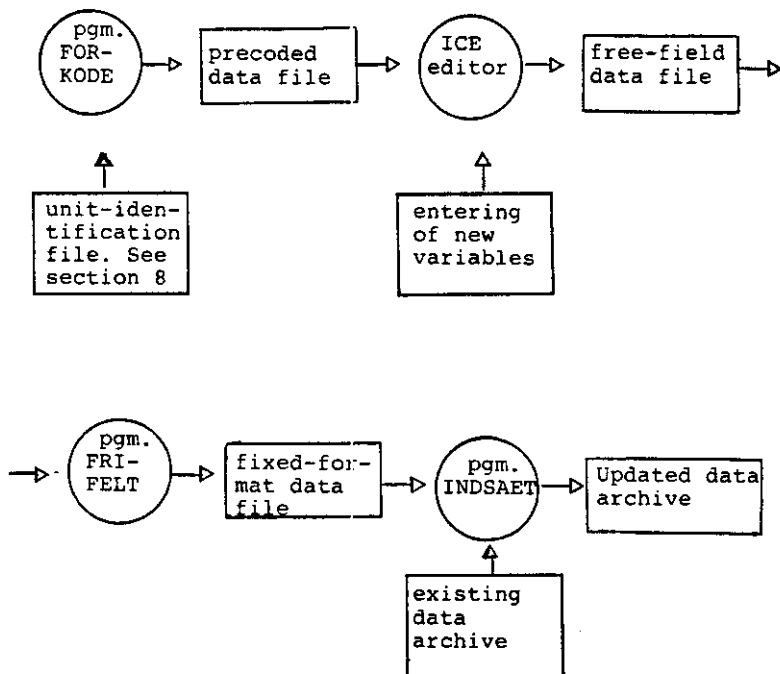 pgm.
FOR-
KODE
precoded
data file
ICE
editor
free-field
data file
unit-iden-
tification
file. See
section 8
entering
of new
variables
pgm.
FRI-
FELT
fixed-for-
mat data
file
pgm.
INDSAET
Updated data
archive
existing
data
archive